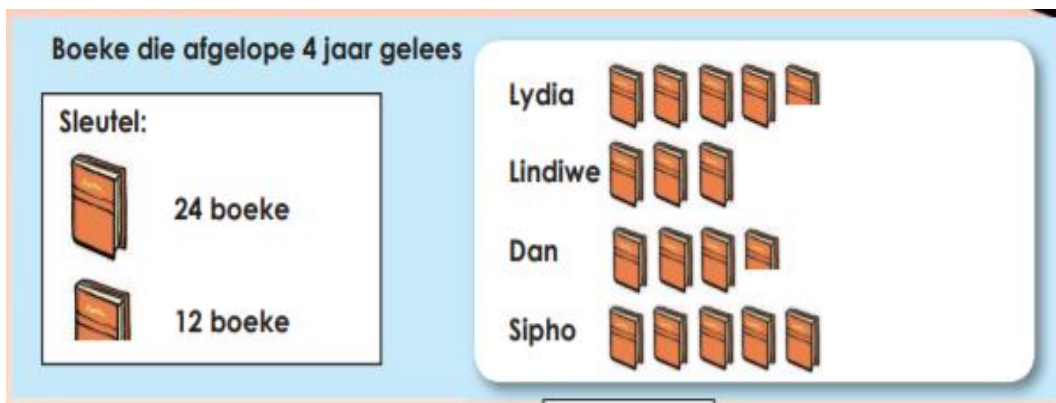 Boeke die afgelope 4 jaar gelees
Sleutel:
24 boeke
12 boeke
Lydia
Lindiwe
Dan
Sipho